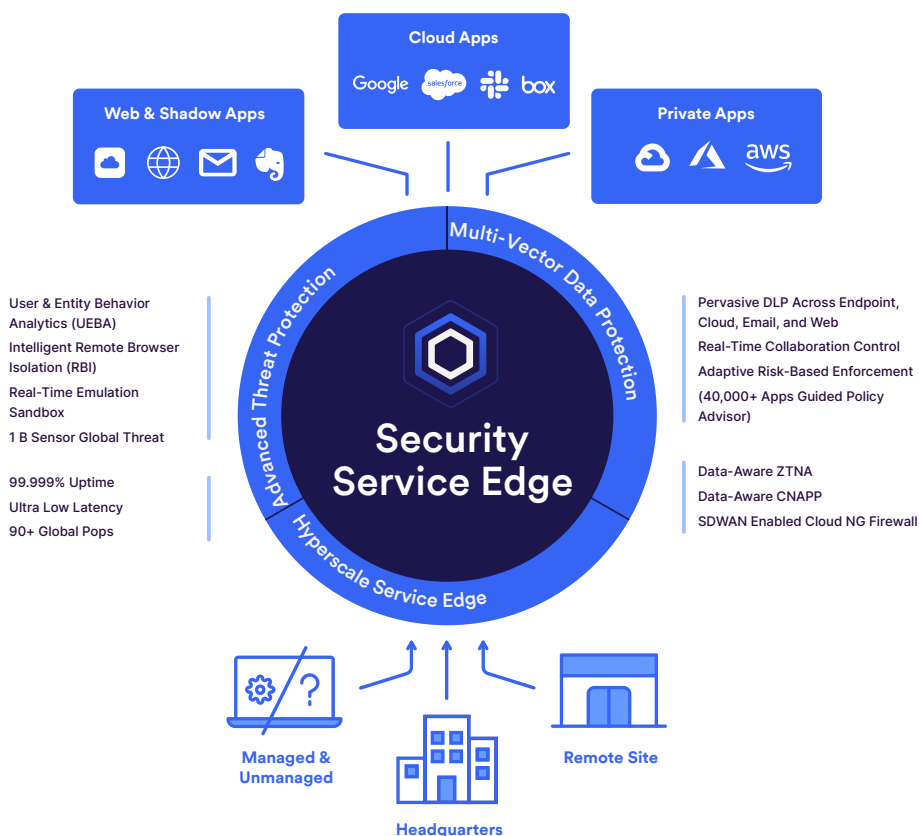 Cloud Apps
Google
salesforce
box
Web & Shadow Apps
Private Apps
aws
Multi-Vector Data Protection
Advanced Threat Protection
Hyperscale Service Edge
Security
Service Edge
User & Entity Behavior
Analytics (UEBA)
Intelligent Remote Browser
Isolation (RBI)
Real-Time Emulation
Sandbox
1 B Sensor Global Threat
99.999% Uptime
Ultra Low Latency
90+ Global Pops
Pervasive DLP Across Endpoint,
Cloud, Email, and Web
Real-Time Collaboration Control
Adaptive Risk-Based Enforcement
(40,000+ Apps Guided Policy
Advisor)
Data-Aware ZTNA
Data-Aware CNAPP
SDWAN Enabled Cloud NG Firewall
?
Managed &
Unmanaged
Headquarters
Remote Site